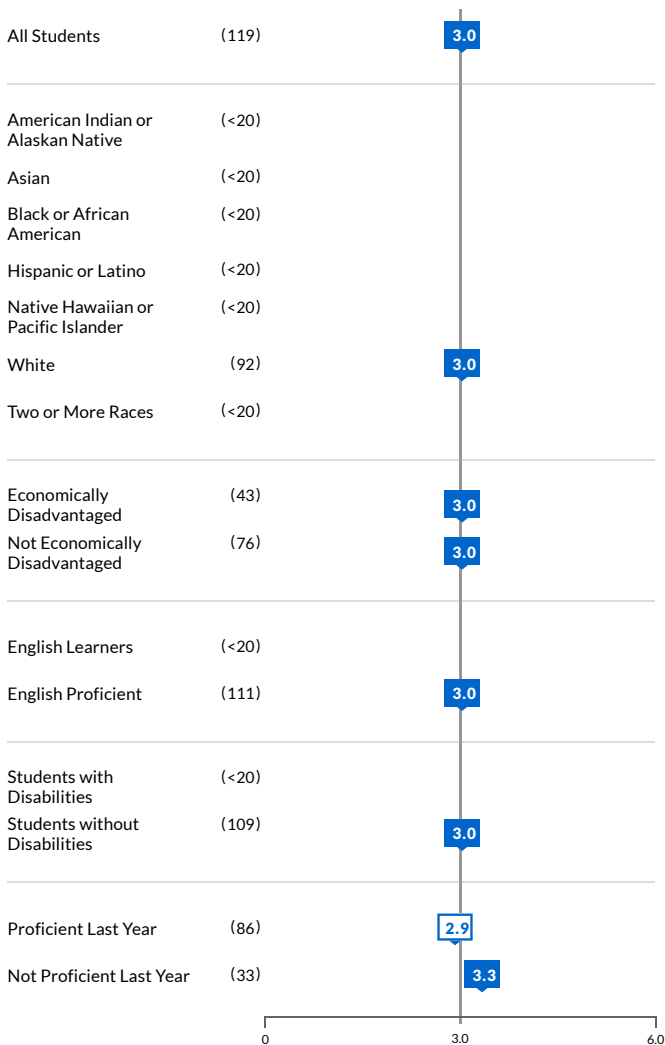 All Students (119) 3.0
American Indian or (<20)
Alaskan Native
Asian (<20)
Black or African (<20)
American
Hispanic or Latino (<20)
Native Hawaiian or (<20)
Pacific Islander
White (92) 3.0
Two or More Races (<20)
Economically (43) 3.0
Disadvantaged
Not Economically (76) 3.0
Disadvantaged
English Learners (<20)
English Proficient (111) 3.0
Students with (<20)
Disabilities
Students without (109) 3.0
Disabilities
Proficient Last Year (86) 2.9
Not Proficient Last Year (33) 3.3
0 3.0 6.0